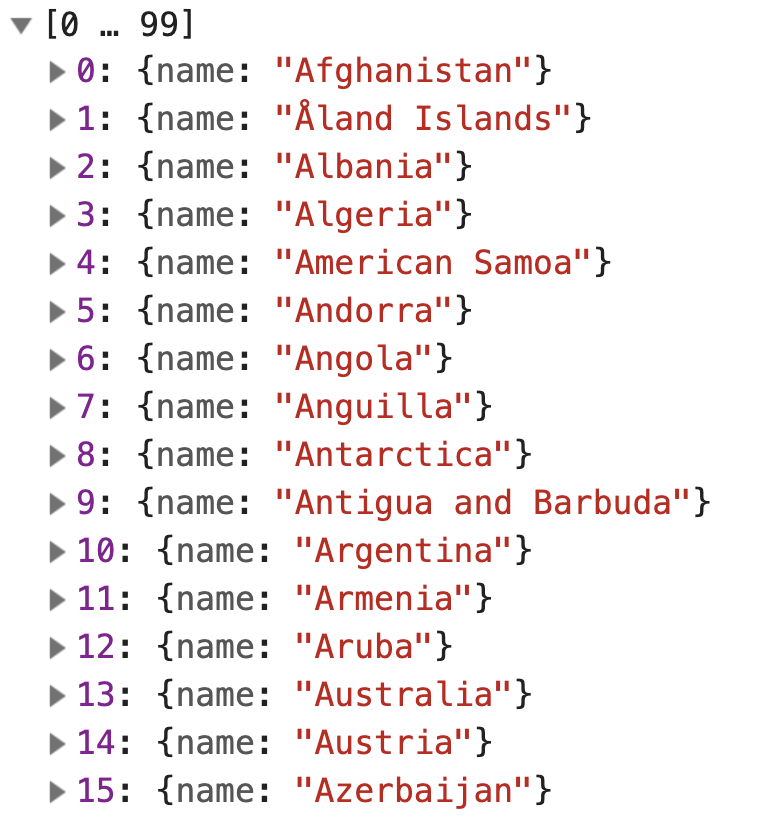 [0 … 99]
0: {name: "Afghanistan"}
1: {name: "Åland Islands"}
2: {name: "Albania"}
3: {name: "Algeria"}
4: {name: "American Samoa"}
5: {name: "Andorra"}
6: {name: "Angola"}
7: {name: "Anguilla"}
8: {name: "Antarctica"}
9: {name: "Antigua and Barbuda"}
10: {name: "Argentina"}
11: {name: "Armenia"}
12: {name: "Aruba"}
13: {name: "Australia"}
14: {name: "Austria"}
15: {name: "Azerbaijan"}